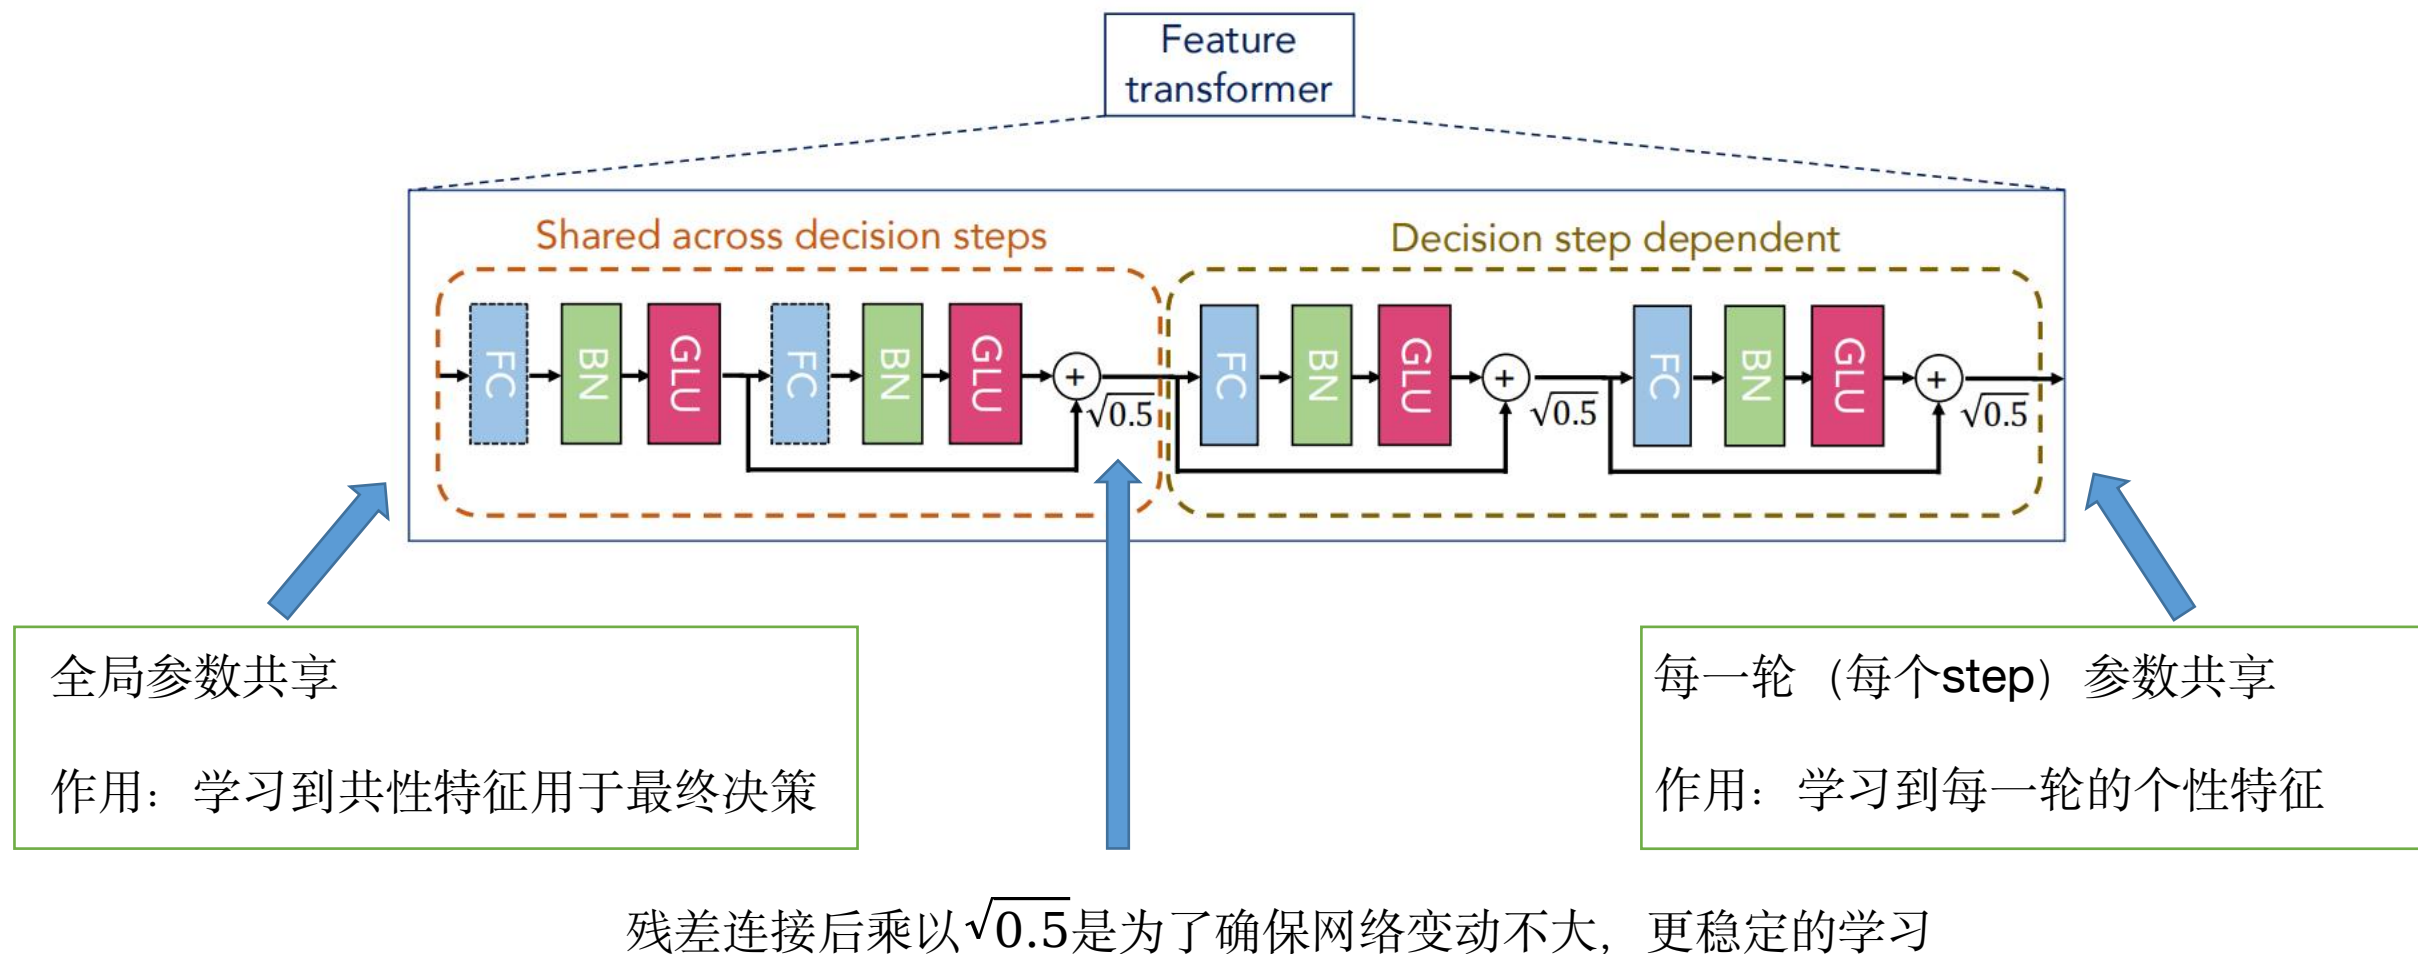 Feature
transformer
Shared across decision steps
Decision step dependent
FC
BN
GLU
FC
BN
GLU
+
√0.5
FC
BN
GLU
+
√0.5
FC
BN
GLU
+
√0.5
全局参数共享
作用：学习到共性特征用于最终决策
每一轮（每个step）参数共享
作用：学习到每一轮的个性特征
残差连接后乘以√0.5是为了确保网络变动不大，更稳定的学习